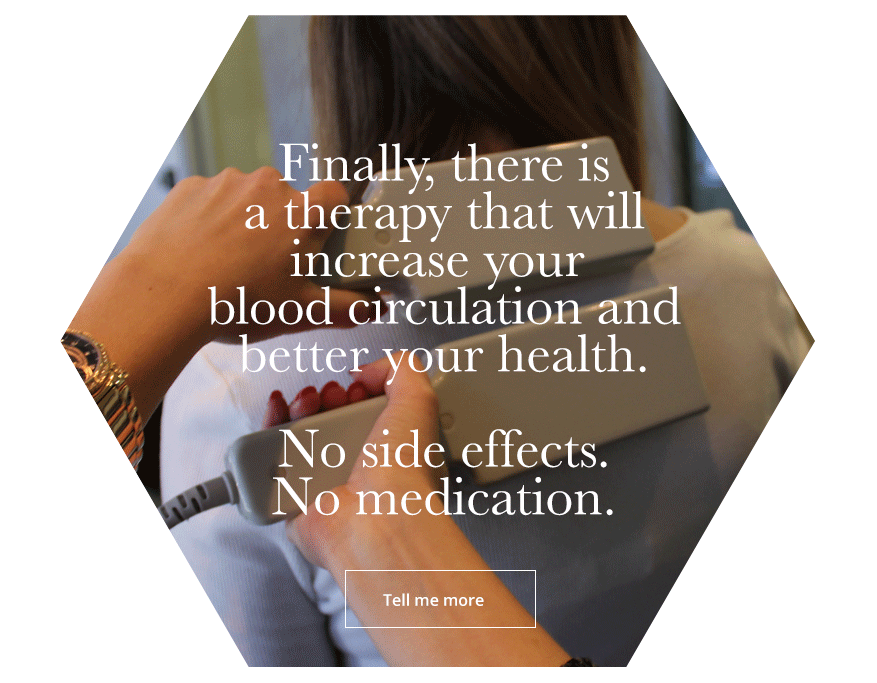 Finally, there is
a therapy that will
increase your
blood circulation and
better your health.
No side effects.
No medication.
Tell me more